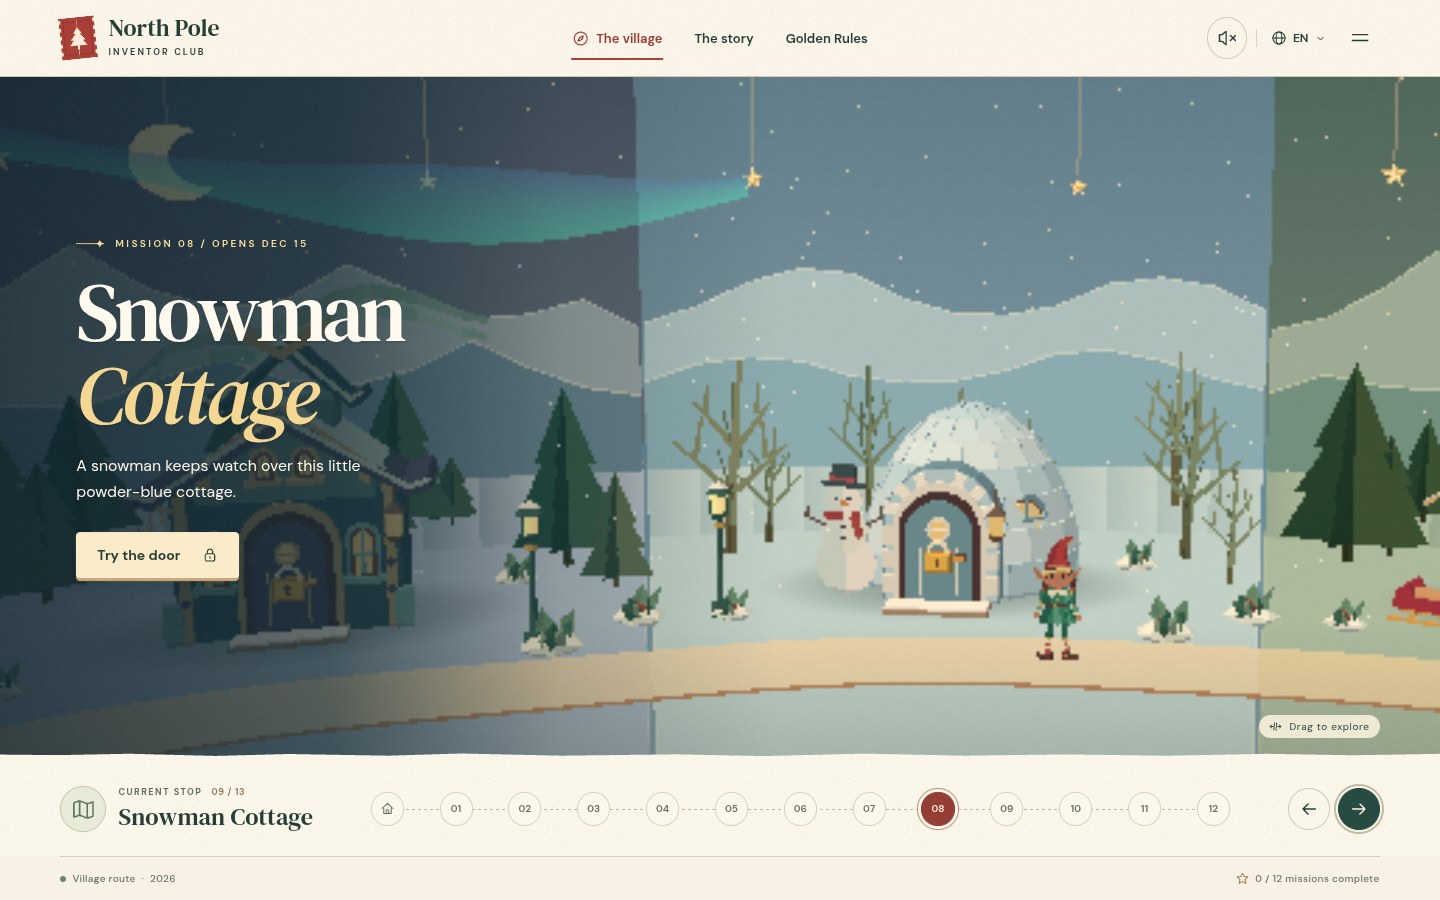 North Pole
INVENTOR CLUB
The village
The story
Golden Rules
EN
MISSION 08 / OPENS DEC 15
Snowman
Cottage
A snowman keeps watch over this little
powder-blue cottage.
Try the door
Drag to explore
CURRENT STOP 09 / 13
Snowman Cottage
01
02
03
04
05
06
07
08
09
10
11
12
Village route · 2026
0 / 12 missions complete